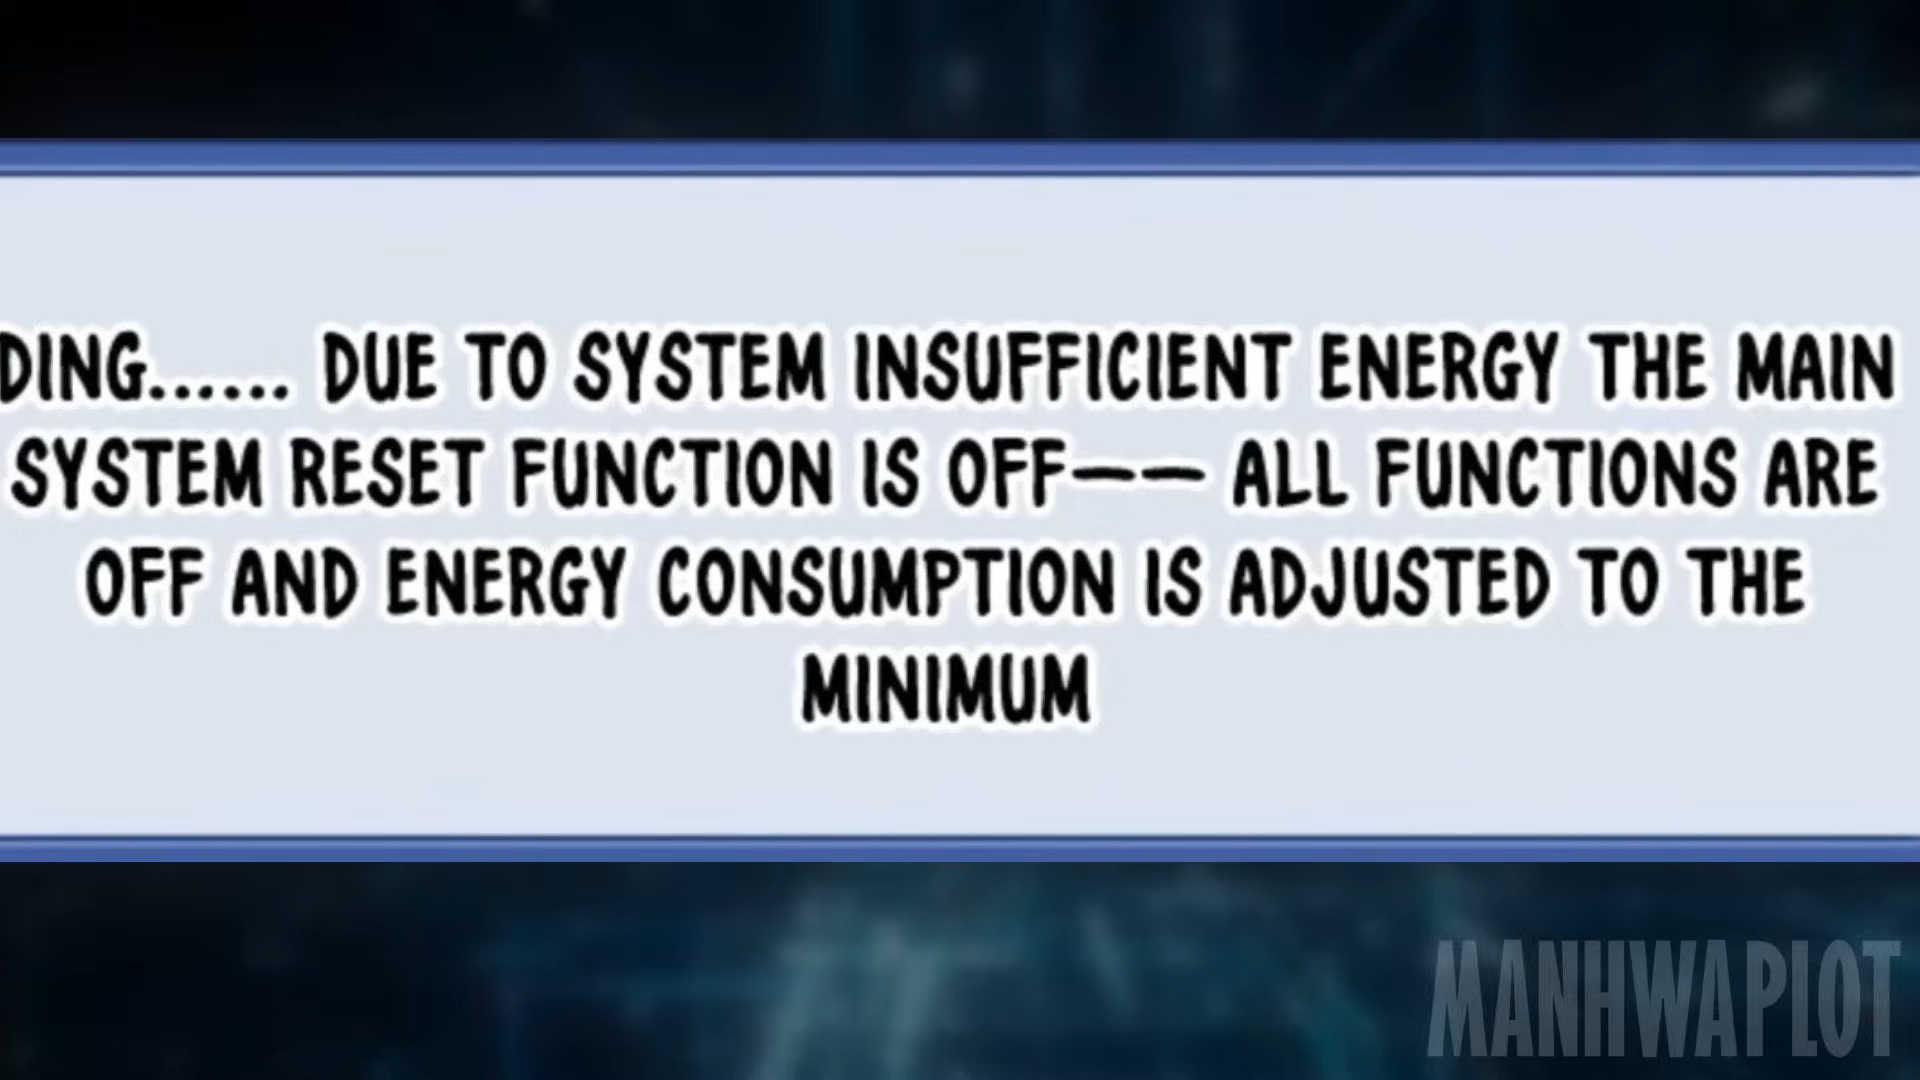 DING...... DUE TO SYSTEM INSUFFICIENT ENERGY THE MAIN
SYSTEM RESET FUNCTION IS OFF—— ALL FUNCTIONS ARE
OFF AND ENERGY CONSUMPTION IS ADJUSTED TO THE
MINIMUM
MANHWAPLOT